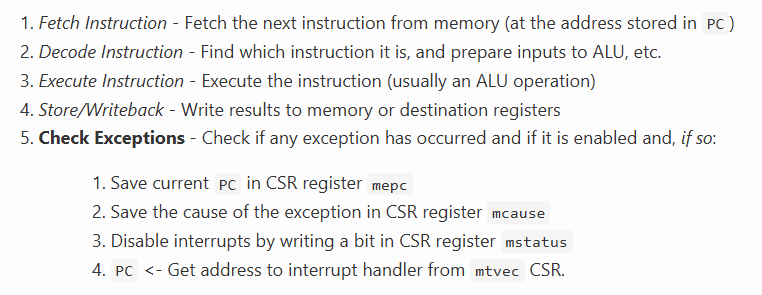 1. Fetch Instruction - Fetch the next instruction from memory (at the address stored in PC)
2. Decode Instruction - Find which instruction it is, and prepare inputs to ALU, etc.
3. Execute Instruction - Execute the instruction (usually an ALU operation)
4. Store/Writeback - Write results to memory or destination registers
5. Check Exceptions - Check if any exception has occurred and if it is enabled and, if so:
1. Save current PC in CSR register mepc
2. Save the cause of the exception in CSR register mcause
3. Disable interrupts by writing a bit in CSR register mstatus
4. PC <- Get address to interrupt handler from mtvec CSR.